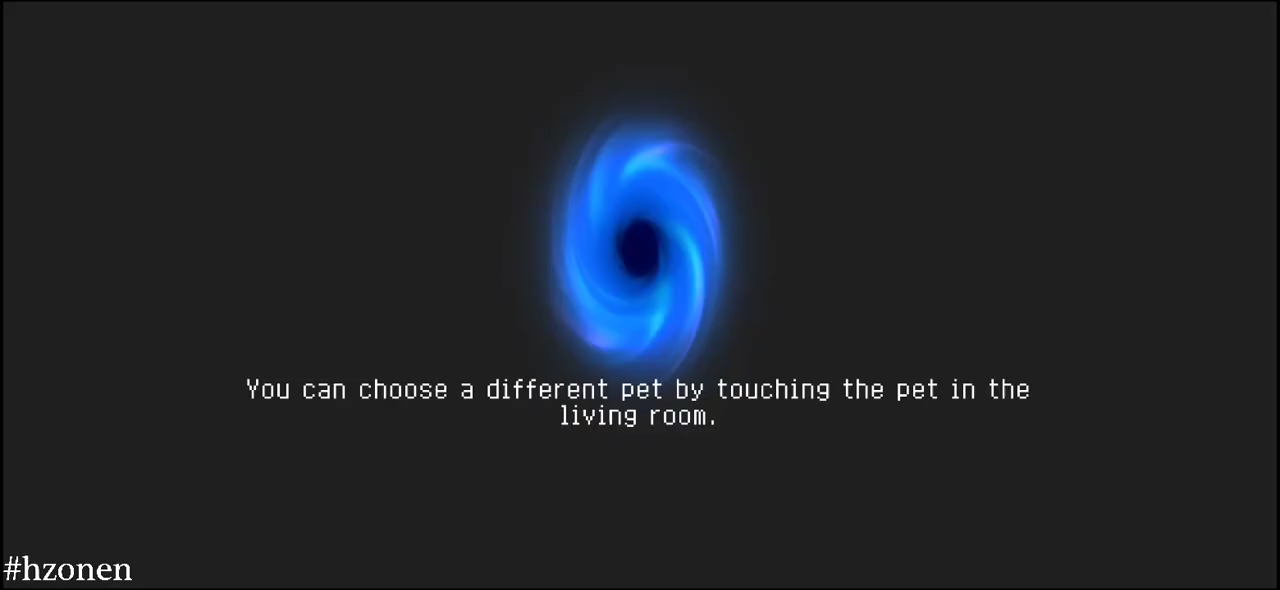 You can choose a different pet by touching the pet in the
living room.
#hzonen